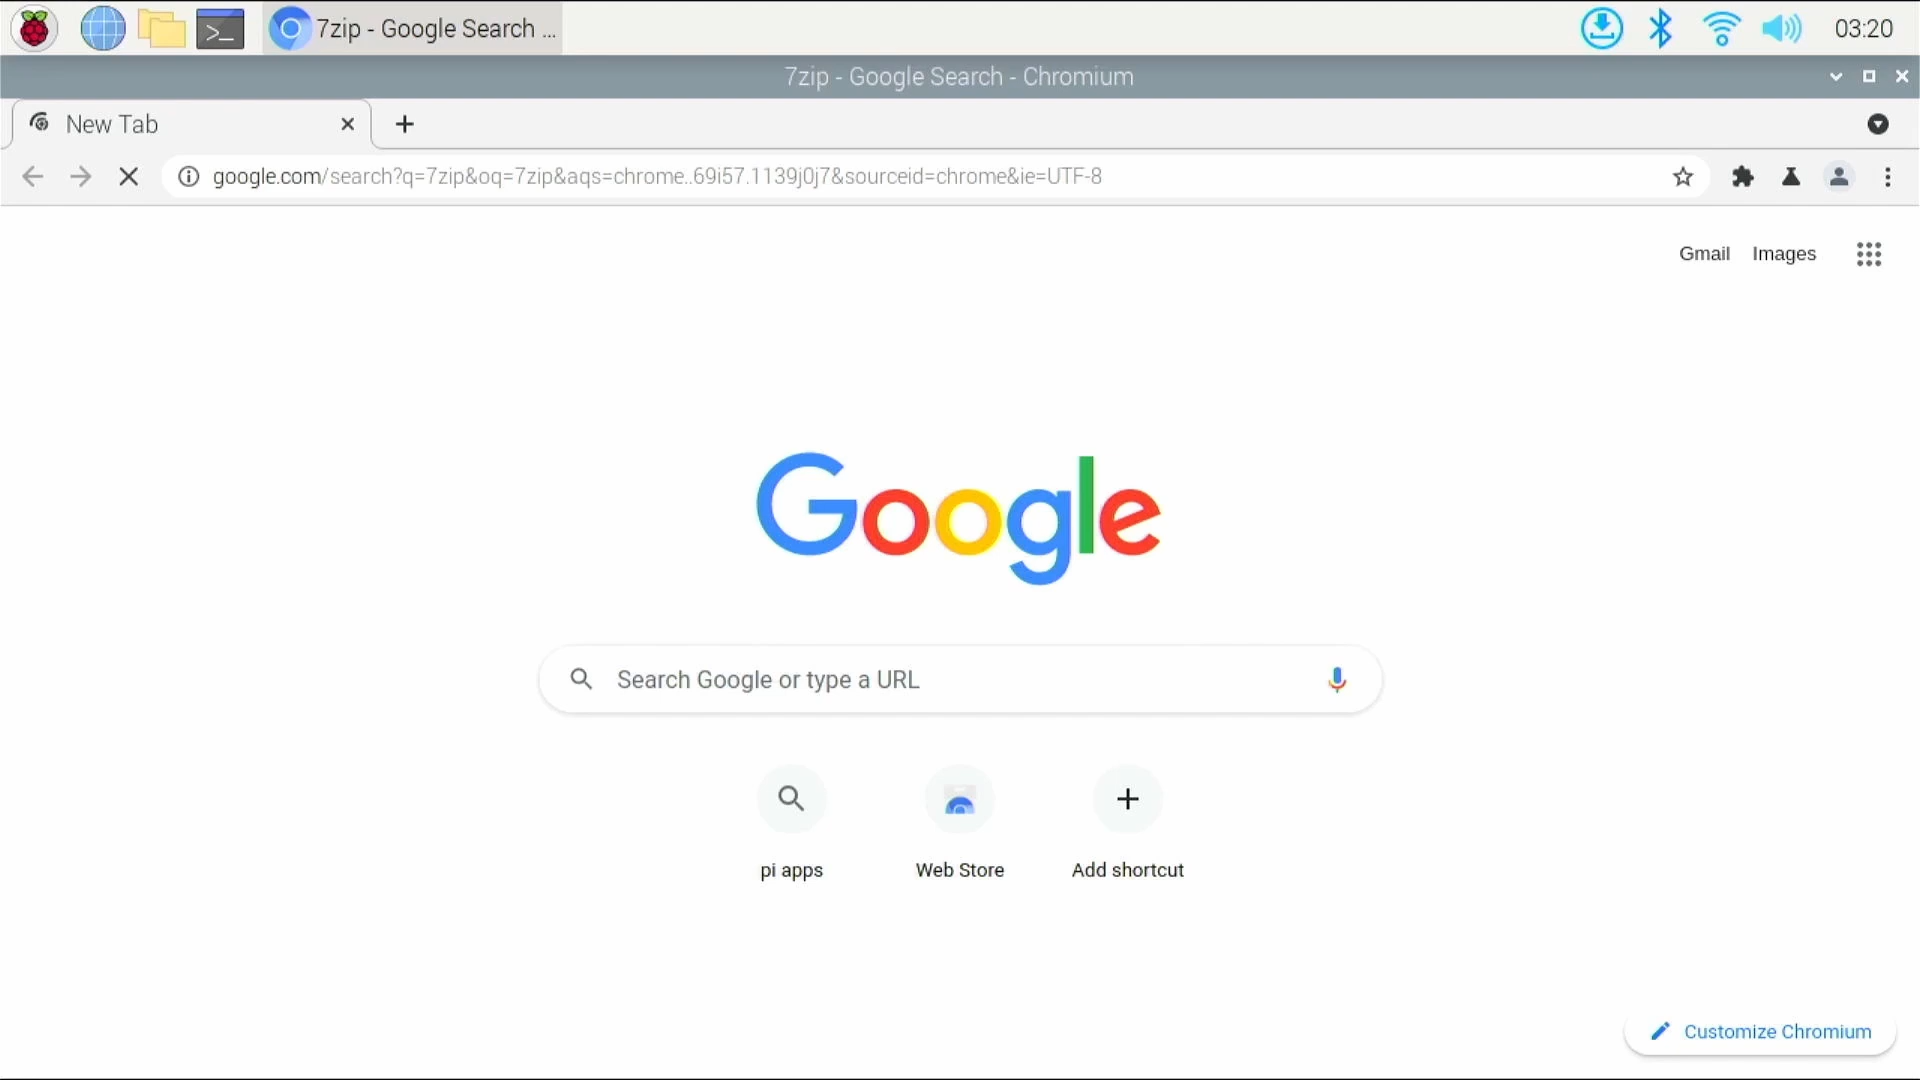 7zip - Google Search ...
03:20
7zip - Google Search - Chromium
New Tab
google.com/search?q=7zip&oq=7zip&aqs=chrome..69i57.1139j0j7&sourceid=chrome&ie=UTF-8
Gmail Images
Google
Search Google or type a URL
pi apps Web Store Add shortcut
Customize Chromium